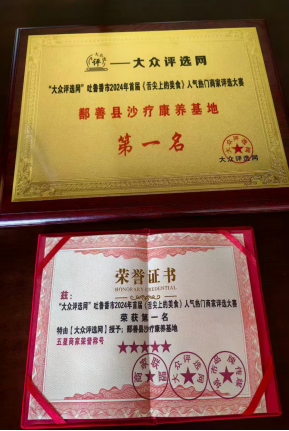 评
一大众评选网
“大众评选网”吐鲁番市2024年首届《舌尖上的美食》人气热门商家评选大赛
鄯善县沙疗康养基地
第一名
大众评选网
荣誉证书
HONORARY CREDENTIAL
兹：
“大众评选网”吐鲁番市2024年首届《舌尖上的美食》人气热门商家评选大赛
荣获第一名
特由【大众评选网】授予：鄯善县沙疗康养基地
五星商家荣誉称号